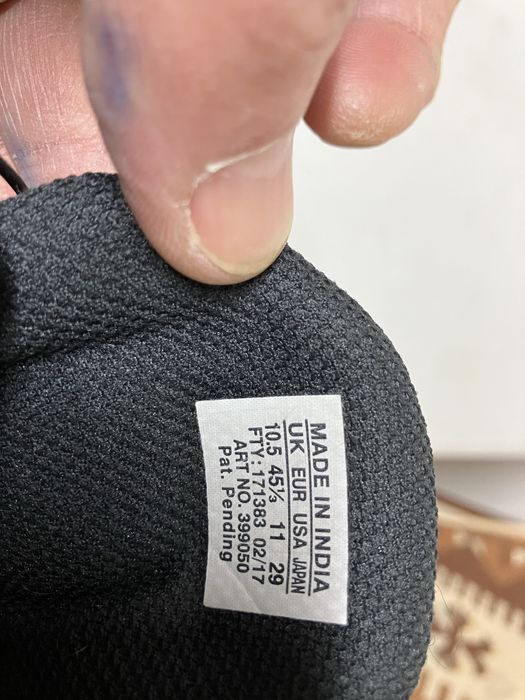 MADE IN INDIA
UK EUR USA JAPAN
10.5 45⅓ 11 29
FTY: 171383 02/17
ART NO. 399050
Pat. Pending